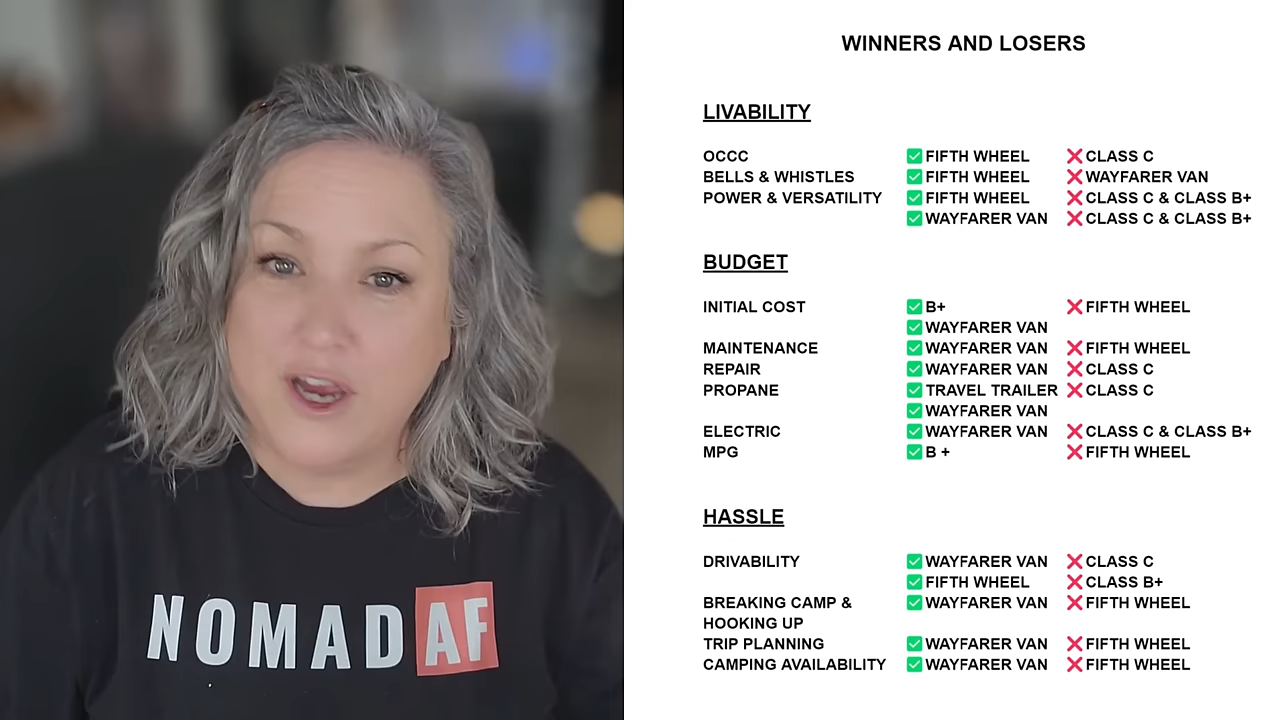 NOMAD AF
WINNERS AND LOSERS
LIVABILITY
OCCC ✅ FIFTH WHEEL ❌ CLASS C
BELLS & WHISTLES ✅ FIFTH WHEEL ❌ WAYFARER VAN
POWER & VERSATILITY ✅ FIFTH WHEEL ❌ CLASS C & CLASS B+
✅ WAYFARER VAN ❌ CLASS C & CLASS B+
BUDGET
INITIAL COST ✅ B+ ❌ FIFTH WHEEL
✅ WAYFARER VAN
MAINTENANCE ✅ WAYFARER VAN ❌ FIFTH WHEEL
REPAIR ✅ WAYFARER VAN ❌ CLASS C
PROPANE ✅ TRAVEL TRAILER ❌ CLASS C
✅ WAYFARER VAN
ELECTRIC ✅ WAYFARER VAN ❌ CLASS C & CLASS B+
MPG ✅ B + ❌ FIFTH WHEEL
HASSLE
DRIVABILITY ✅ WAYFARER VAN ❌ CLASS C
✅ FIFTH WHEEL ❌ CLASS B+
BREAKING CAMP & ✅ WAYFARER VAN ❌ FIFTH WHEEL
HOOKING UP
TRIP PLANNING ✅ WAYFARER VAN ❌ FIFTH WHEEL
CAMPING AVAILABILITY ✅ WAYFARER VAN ❌ FIFTH WHEEL